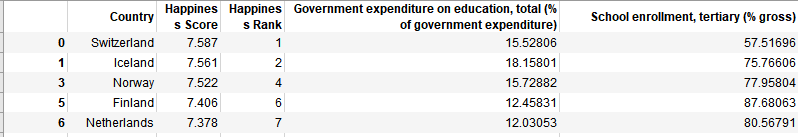 Country Happines s Score Happines s Rank Government expenditure on education, total (% of government expenditure) School enrollment, tertiary (% gross)
0 Switzerland 7.587 1 15.52806 57.51696
1 Iceland 7.561 2 18.15801 75.76606
3 Norway 7.522 4 15.72882 77.95804
5 Finland 7.406 6 12.45831 87.68063
6 Netherlands 7.378 7 12.03053 80.56791